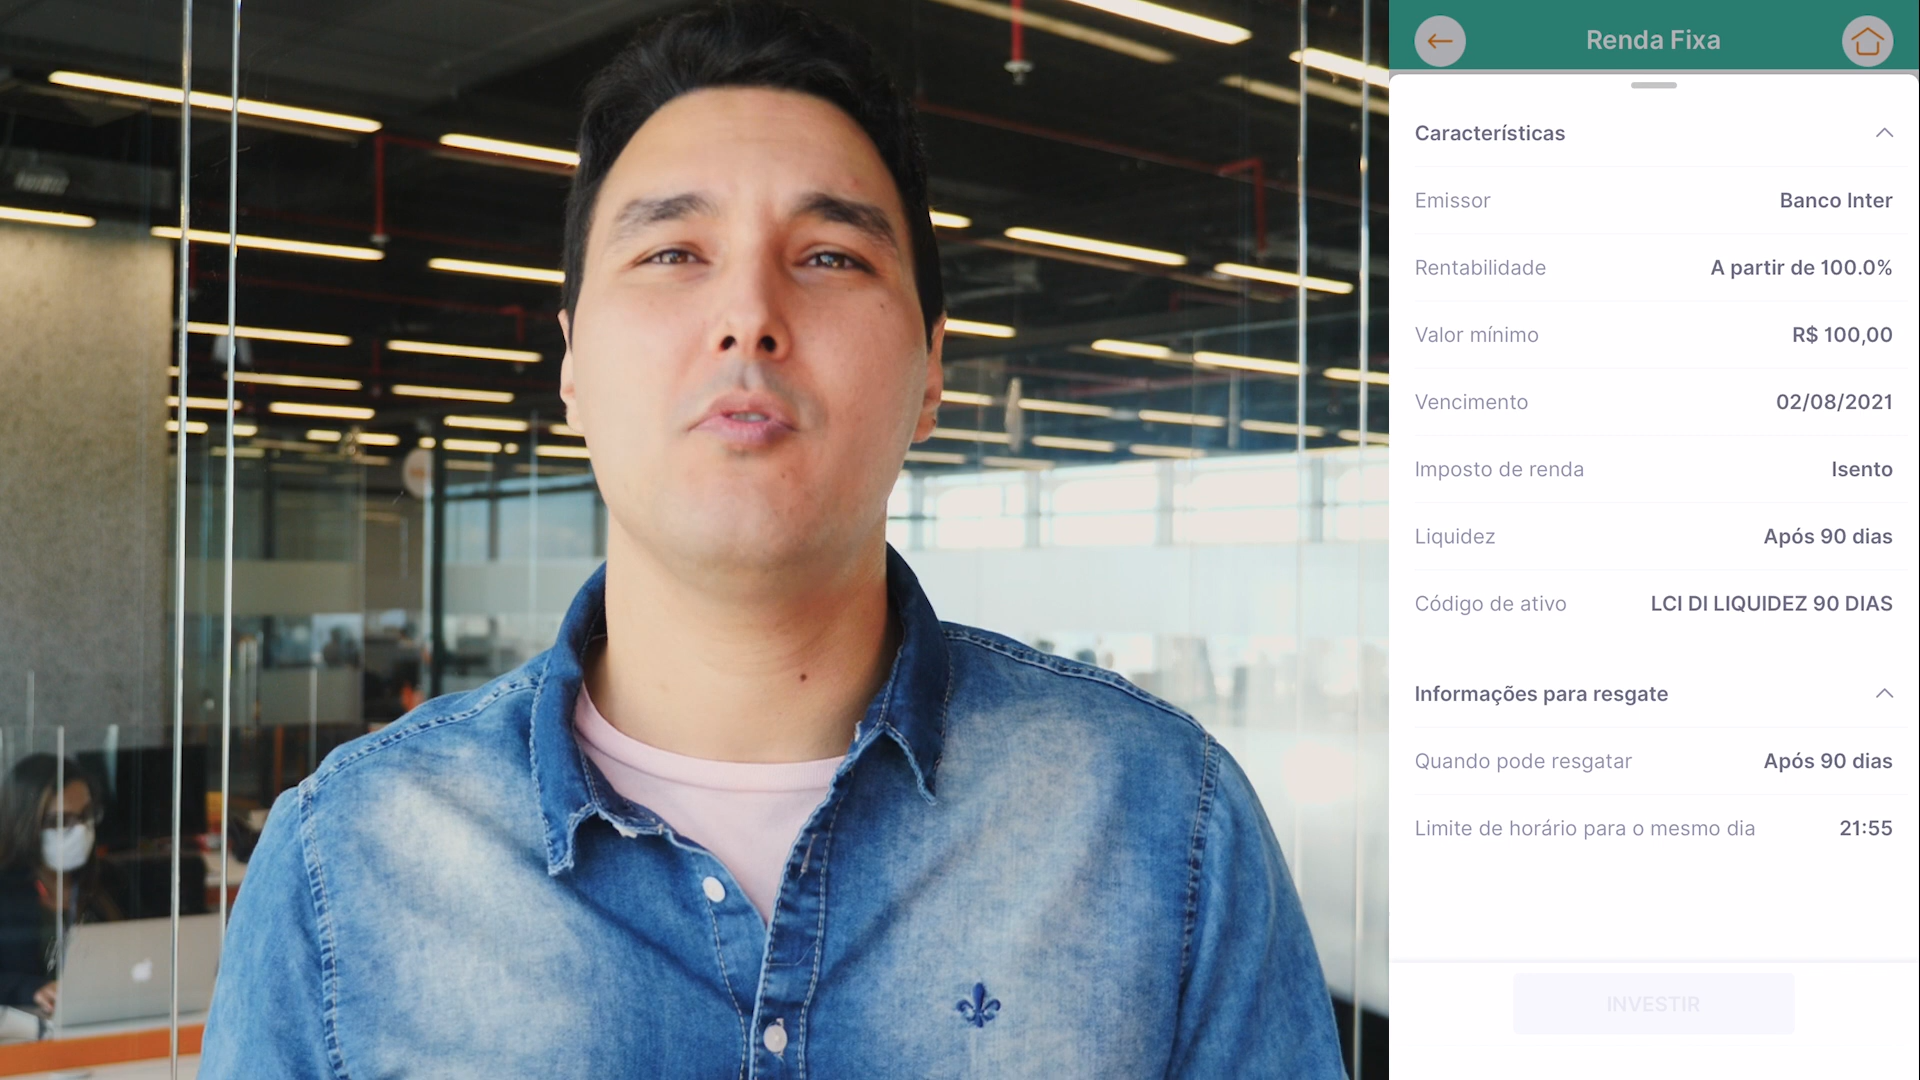 Renda Fixa
Características
Emissor Banco Inter
Rentabilidade A partir de 100.0%
Valor mínimo R$ 100,00
Vencimento 02/08/2021
Imposto de renda Isento
Liquidez Após 90 dias
Código de ativo LCI DI LIQUIDEZ 90 DIAS
Informações para resgate
Quando pode resgatar Após 90 dias
Limite de horário para o mesmo dia 21:55
INVESTIR